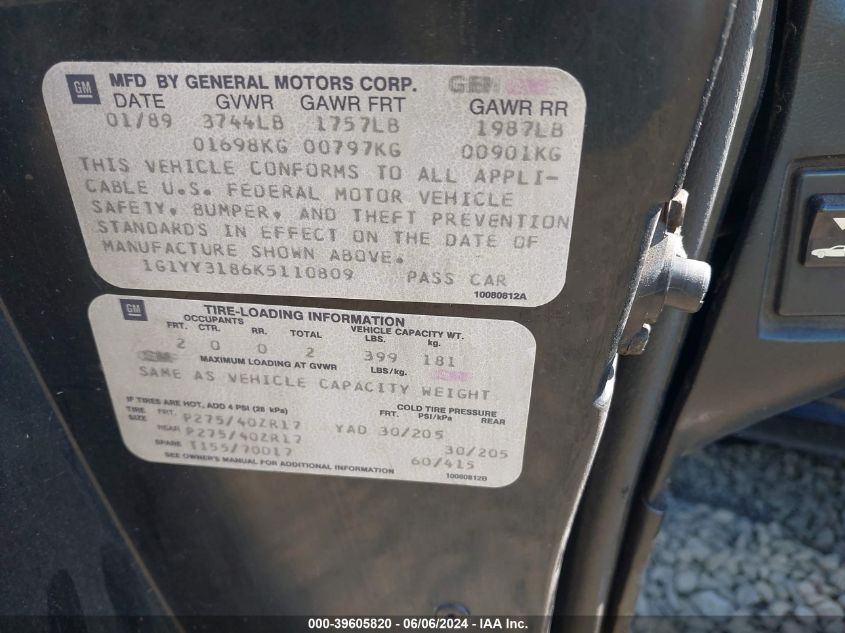 GM MFD BY GENERAL MOTORS CORP.
DATE GVWR GAWR FRT GAWR RR
01/89 3744LB 1757LB 1987LB
01698KG 00797KG 00901KG
THIS VEHICLE CONFORMS TO ALL APPLI-
CABLE U.S. FEDERAL MOTOR VEHICLE
SAFETY, BUMPER, AND THEFT PREVENTION
STANDARDS IN EFFECT ON THE DATE OF
MANUFACTURE SHOWN ABOVE.
1G1YY3186K5110809 PASS CAR
10080812A
GM TIRE-LOADING INFORMATION
OCCUPANTS VEHICLE CAPACITY WT.
FRT. CTR. RR. TOTAL LBS. kg.
2 0 0 2 399 181
MAXIMUM LOADING AT GVWR LBS/kg.
SAME AS VEHICLE CAPACITY WEIGHT
IF TIRES ARE HOT, ADD 4 PSI (28 kPa) COLD TIRE PRESSURE
TIRE SIZE FRT. PSI/kPa REAR
FRT. P275/40ZR17 YAD 30/205
REAR P275/40ZR17 30/205
SPARE T155/70D17 60/415
SEE OWNER'S MANUAL FOR ADDITIONAL INFORMATION
10080812B
000-39605820 - 06/06/2024 - IAA Inc.